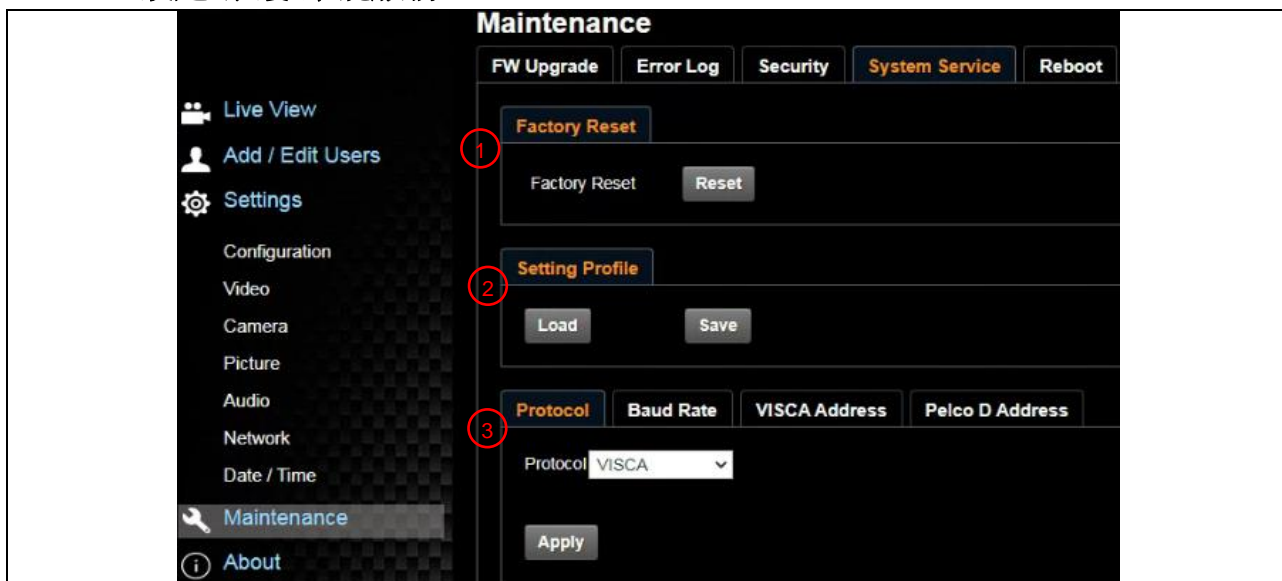 Maintenance
FW Upgrade Error Log Security System Service Reboot
Live View
Add / Edit Users
Settings
Configuration
Video
Camera
Picture
Audio
Network
Date / Time
Maintenance
About
1
Factory Reset
Factory Reset Reset
2
Setting Profile
Load Save
3
Protocol Baud Rate VISCA Address Pelco D Address
Protocol VISCA
Apply